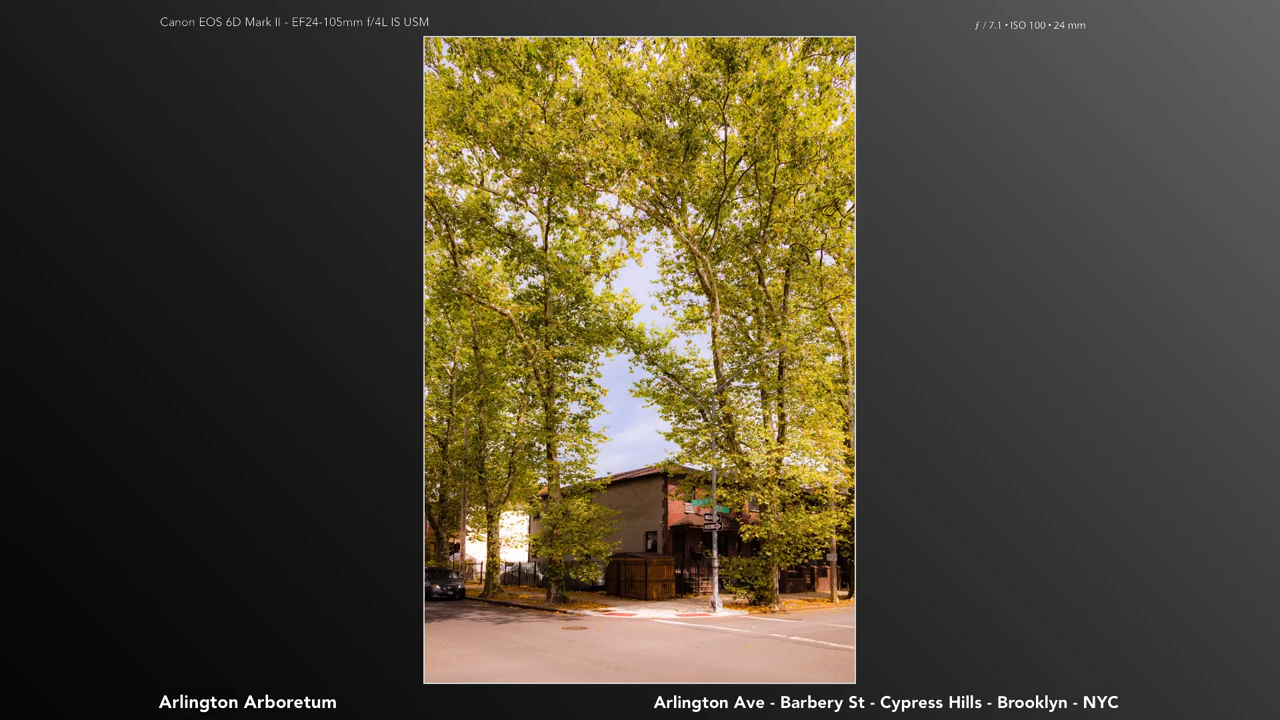 Canon EOS 6D Mark II - EF24-105mm f/4L IS USM
ƒ / 7.1 • ISO 100 • 24 mm
Arlington Arboretum
Arlington Ave - Barbery St - Cypress Hills - Brooklyn - NYC